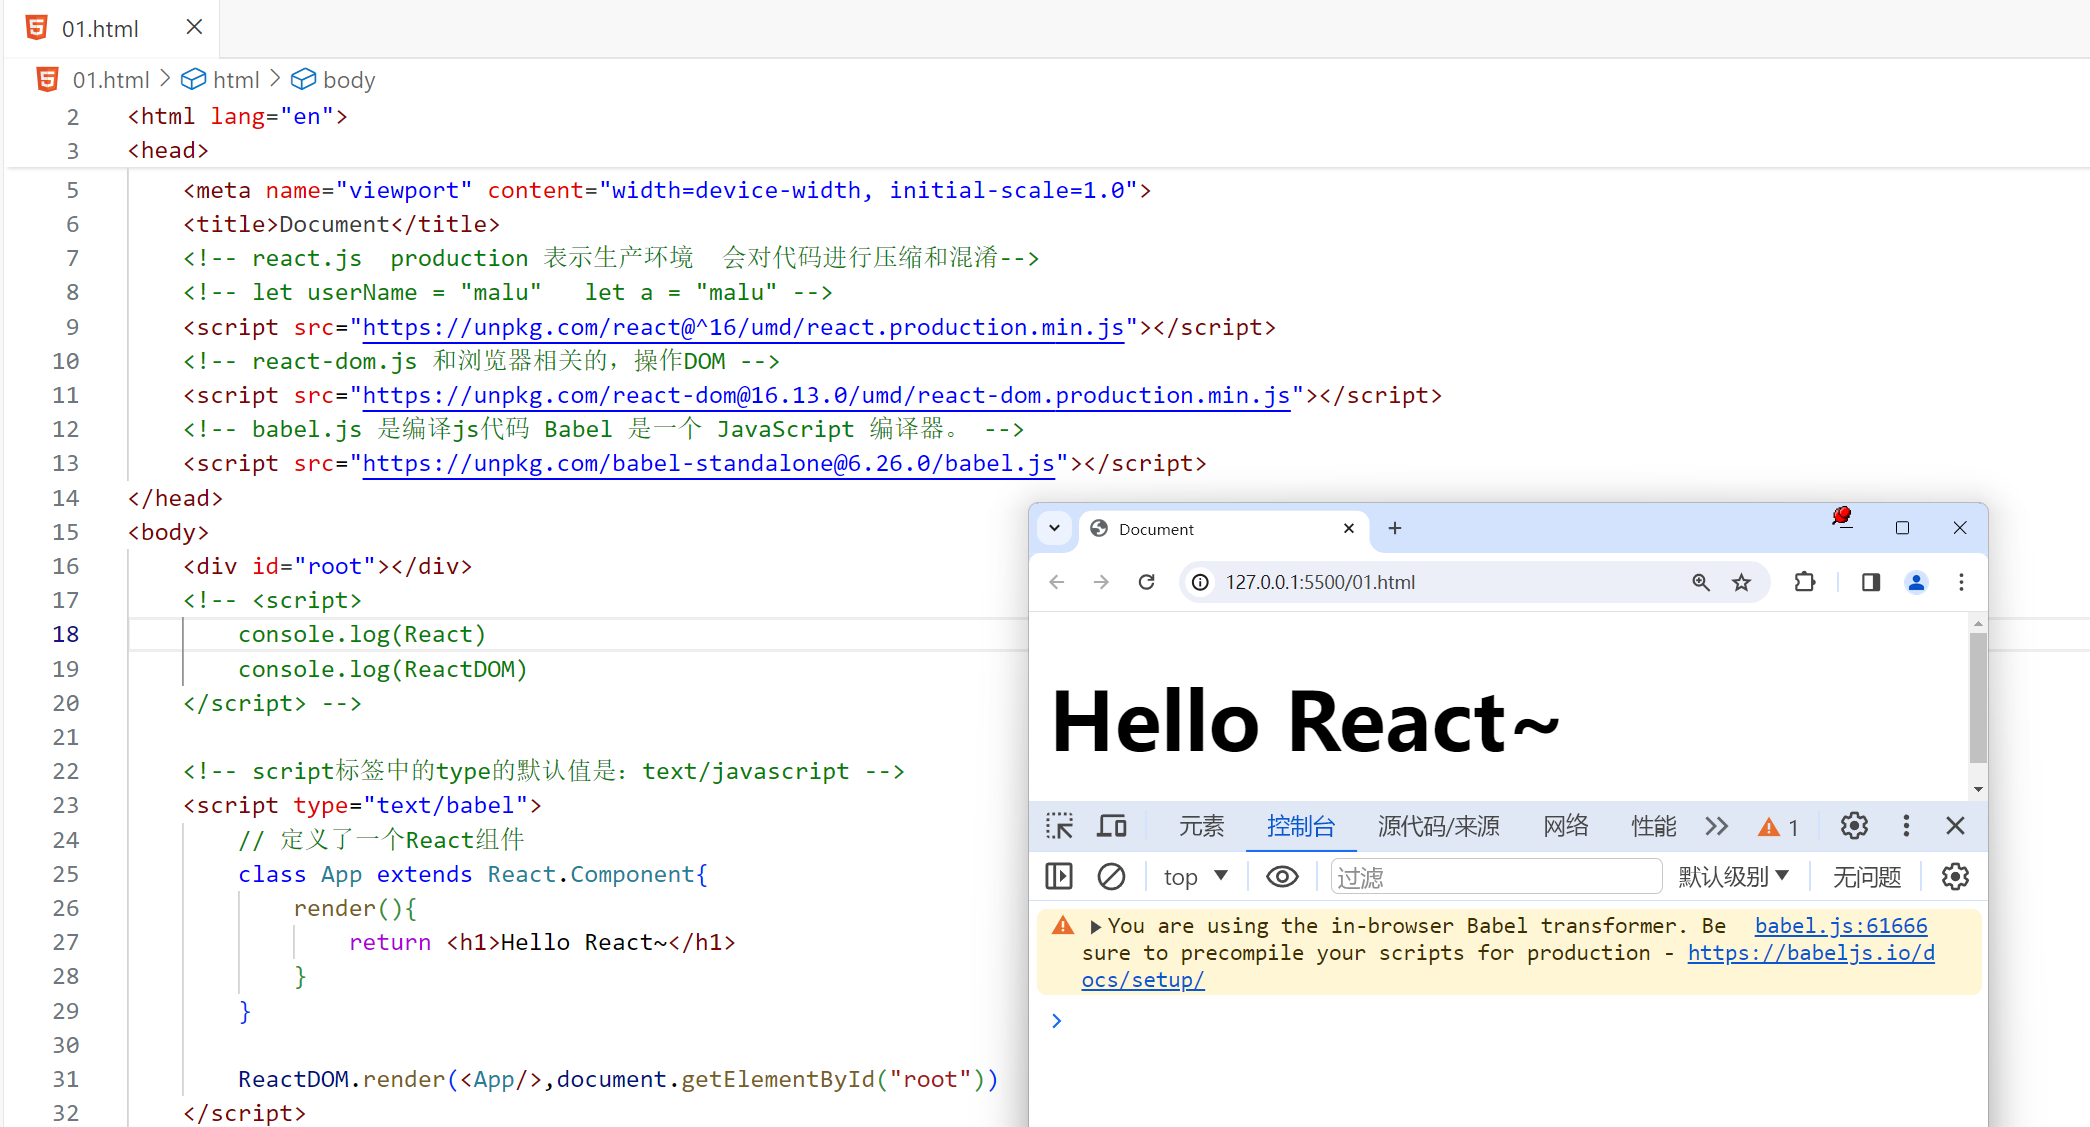 01.html
01.html > html > body
2 <html lang="en">
3 <head>
5 <meta name="viewport" content="width=device-width, initial-scale=1.0">
6 <title>Document</title>
7 <!-- react.js  production 表示生产环境  会对代码进行压缩和混淆-->
8 <!-- let userName = "malu"   let a = "malu" -->
9 <script src="https://unpkg.com/react@^16/umd/react.production.min.js"></script>
10 <!-- react-dom.js 和浏览器相关的，操作DOM -->
11 <script src="https://unpkg.com/react-dom@16.13.0/umd/react-dom.production.min.js"></script>
12 <!-- babel.js 是编译js代码 Babel 是一个 JavaScript 编译器。 -->
13 <script src="https://unpkg.com/babel-standalone@6.26.0/babel.js"></script>
14 </head>
15 <body>
16 <div id="root"></div>
17 <!-- <script>
18 console.log(React)
19 console.log(ReactDOM)
20 </script> -->
21
22 <!-- script标签中的type的默认值是：text/javascript -->
23 <script type="text/babel">
24 // 定义了一个React组件
25 class App extends React.Component{
26 render(){
27 return <h1>Hello React~</h1>
28 }
29 }
30
31 ReactDOM.render(<App/>,document.getElementById("root"))
32 </script>
Document
127.0.0.1:5500/01.html
Hello React~
元素 控制台 源代码/来源 网络 性能 1
top 过滤 默认级别 无问题
You are using the in-browser Babel transformer. Be babel.js:61666
sure to precompile your scripts for production - https://babeljs.io/d
ocs/setup/